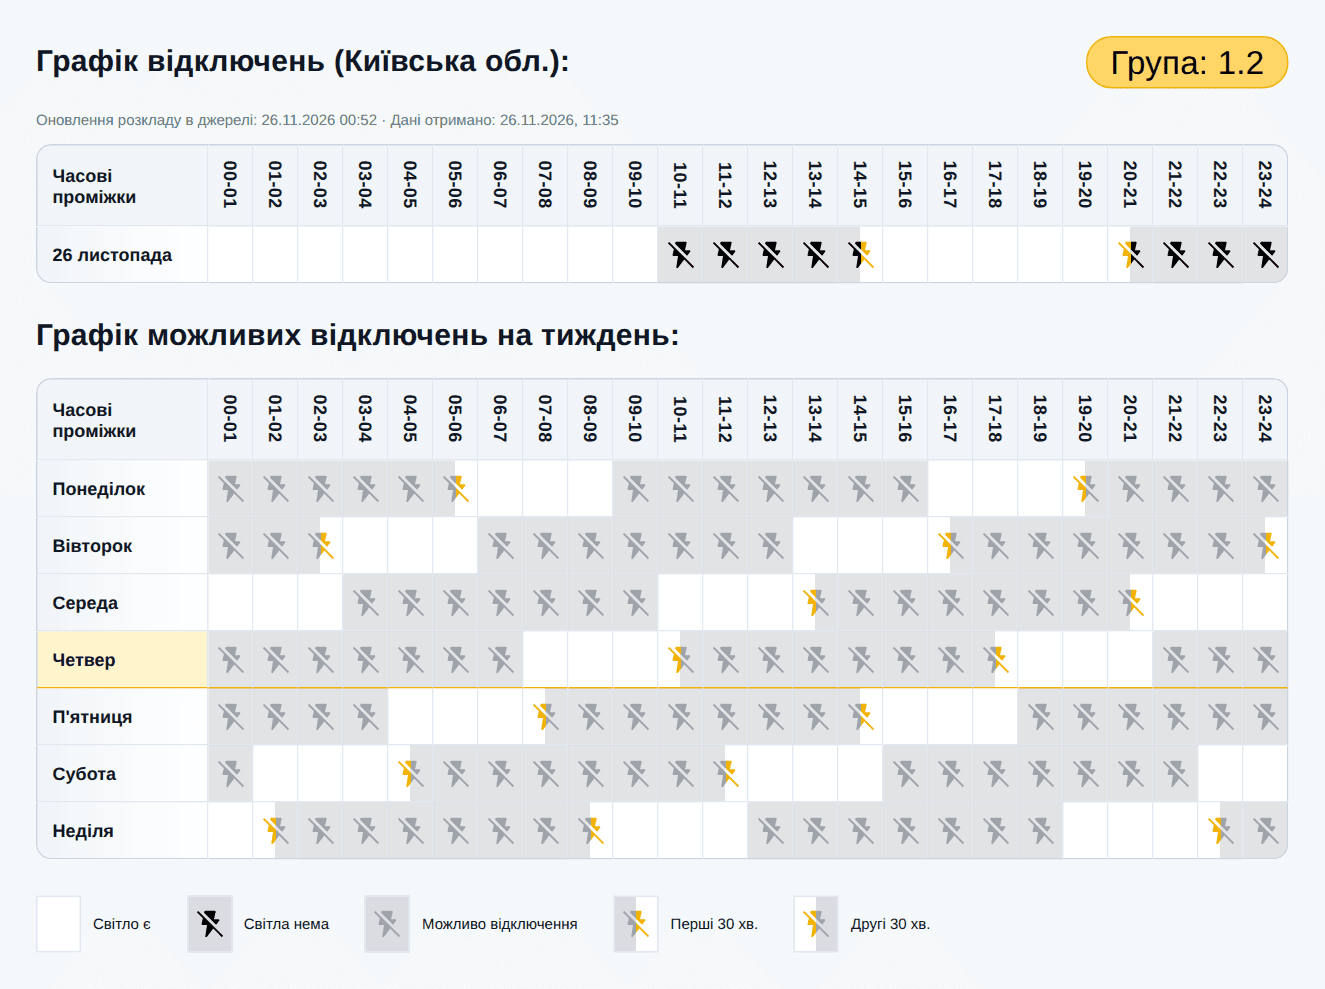 Графік відключень (Київська обл.):
Група: 1.2
Оновлення розкладу в джерелі: 26.11.2026 00:52 · Дані отримано: 26.11.2026, 11:35
Часові проміжки 00-01 01-02 02-03 03-04 04-05 05-06 06-07 07-08 08-09 09-10 10-11 11-12 12-13 13-14 14-15 15-16 16-17 17-18 18-19 19-20 20-21 21-22 22-23 23-24
26 листопада
Графік можливих відключень на тиждень:
Часові проміжки 00-01 01-02 02-03 03-04 04-05 05-06 06-07 07-08 08-09 09-10 10-11 11-12 12-13 13-14 14-15 15-16 16-17 17-18 18-19 19-20 20-21 21-22 22-23 23-24
Понеділок
Вівторок
Середа
Четвер
П'ятниця
Субота
Неділя
Світло є Світла нема Можливо відключення Перші 30 хв. Другі 30 хв.